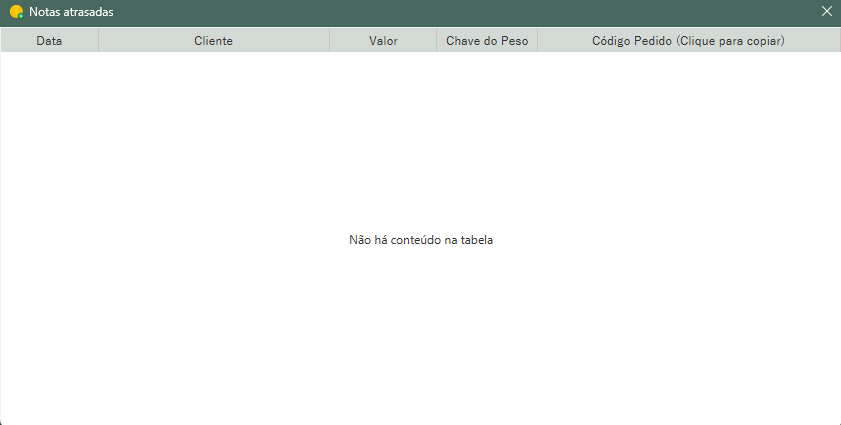 Notas atrasadas
Data Cliente Valor Chave do Peso Código Pedido (Clique para copiar)
Não há conteúdo na tabela